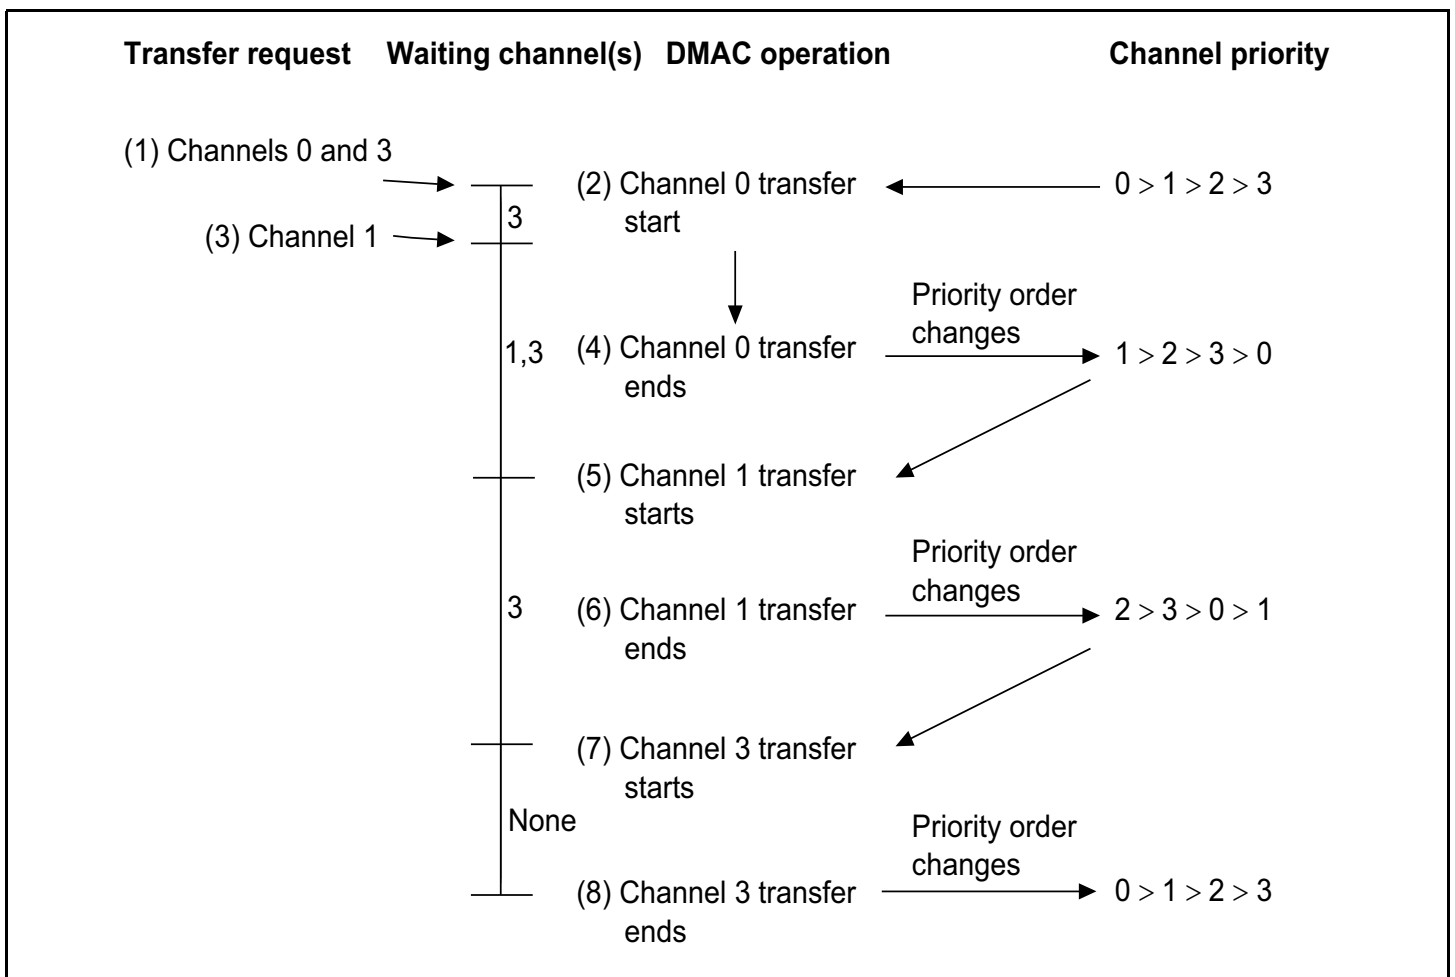 Transfer request Waiting channel(s) DMAC operation Channel priority
(1) Channels 0 and 3
(2) Channel 0 transfer
start
0 > 1 > 2 > 3
3
(3) Channel 1
Priority order
changes
1,3
(4) Channel 0 transfer
ends
1 > 2 > 3 > 0
(5) Channel 1 transfer
starts
Priority order
changes
3
(6) Channel 1 transfer
ends
2 > 3 > 0 > 1
(7) Channel 3 transfer
starts
None
Priority order
changes
(8) Channel 3 transfer
ends
0 > 1 > 2 > 3